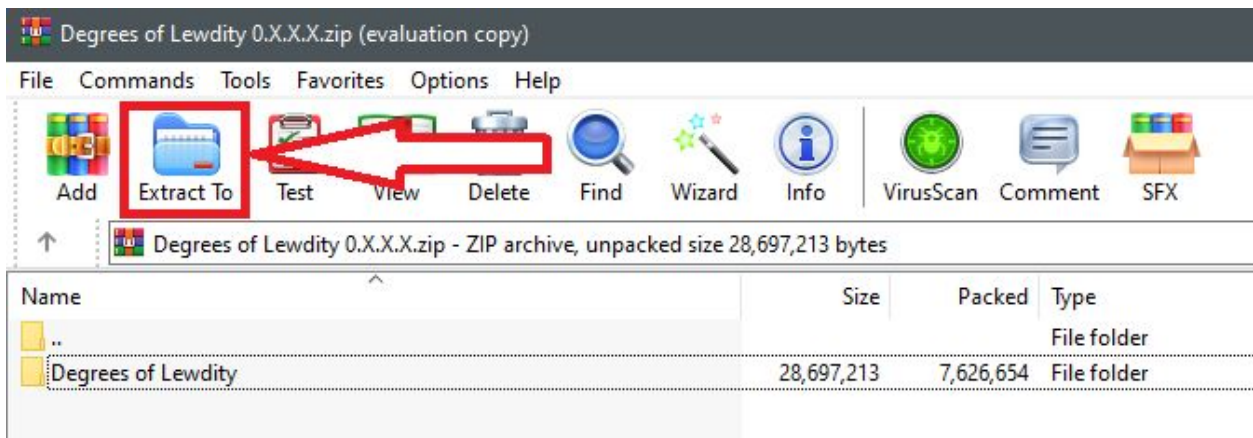 Degrees of Lewdity 0.X.X.X.zip (evaluation copy)
File Commands Tools Favorites Options Help
Add Extract To Test View Delete Find Wizard Info VirusScan Comment SFX
Degrees of Lewdity 0.X.X.X.zip - ZIP archive, unpacked size 28,697,213 bytes
Name Size Packed Type
.. File folder
Degrees of Lewdity 28,697,213 7,626,654 File folder